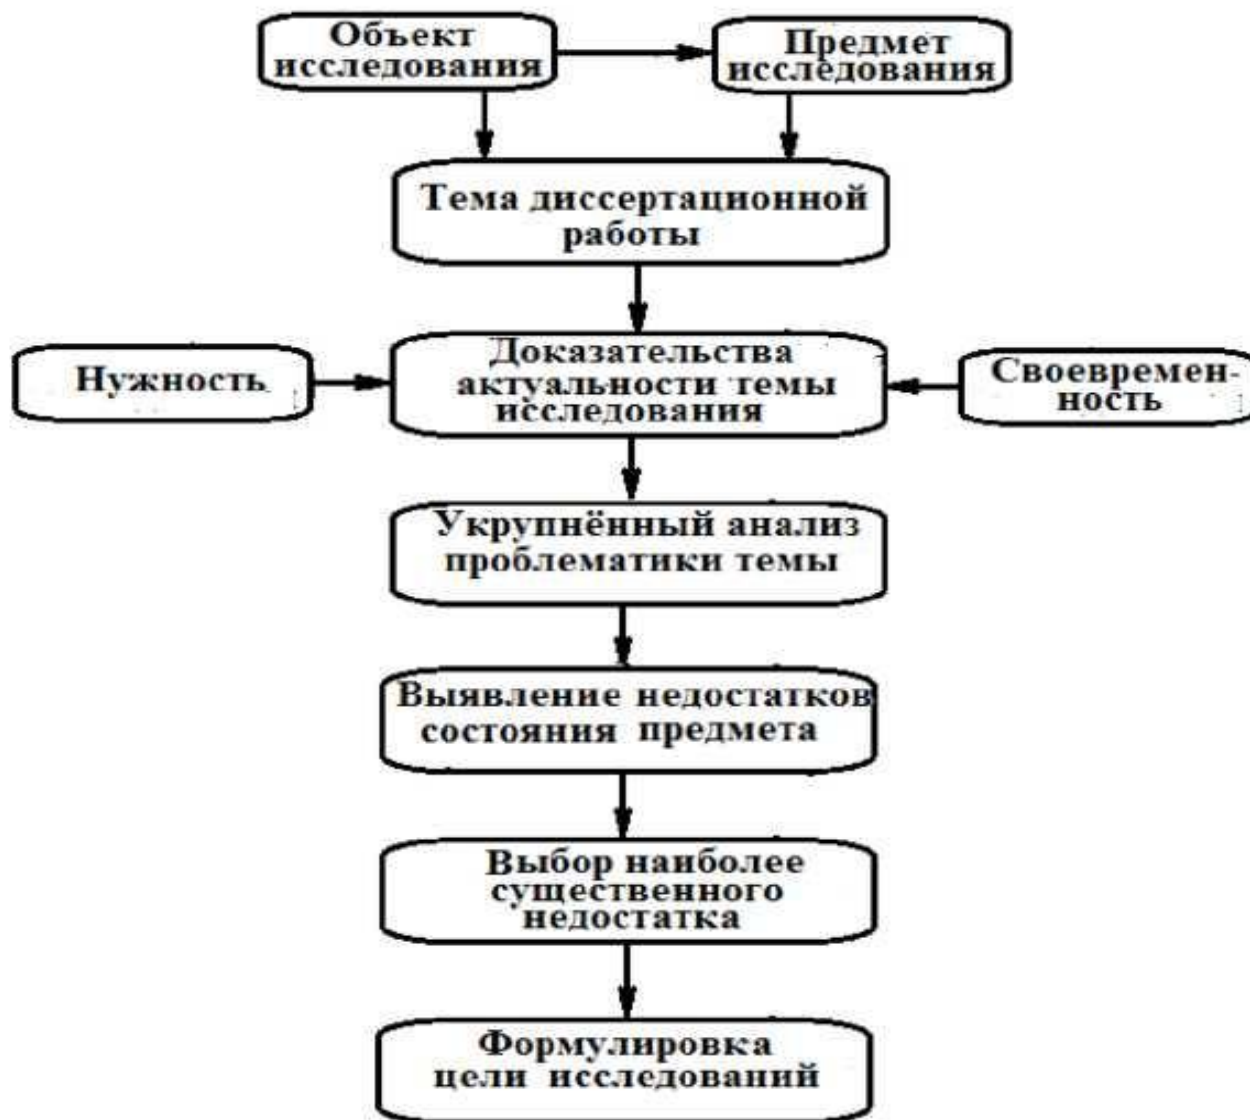 Объект
исследования
Предмет
исследования
Тема диссертационной
работы
Нужность
Доказательства
актуальности темы
исследования
Своевремен-
ность
Укрупнённый анализ
проблематики темы
Выявление недостатков
состояния предмета
Выбор наиболее
существенного
недостатка
Формулировка
цели исследований